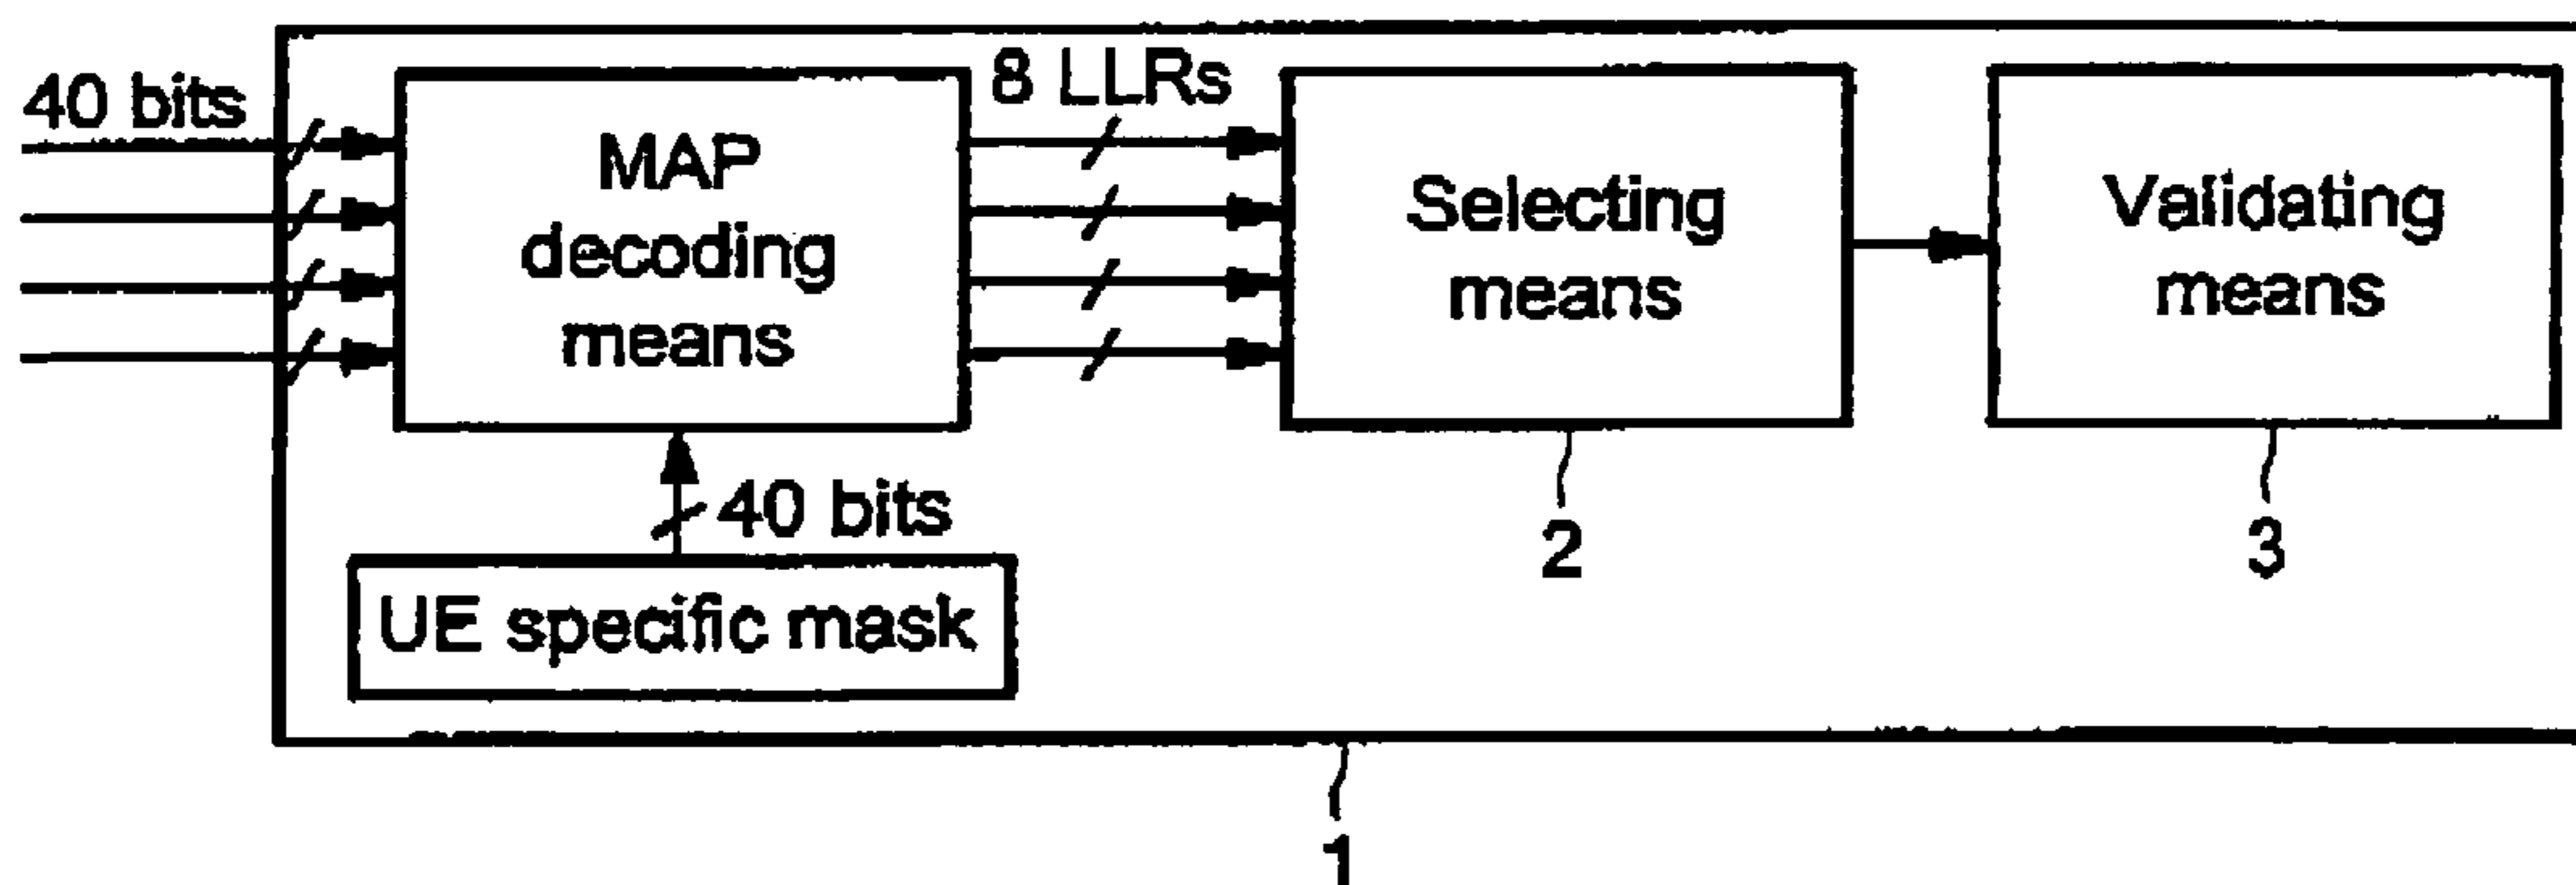 40 bits
8 LLRs
MAP
decoding
means
Selecting
means
Validating
means
40 bits
UE specific mask
2
3
1